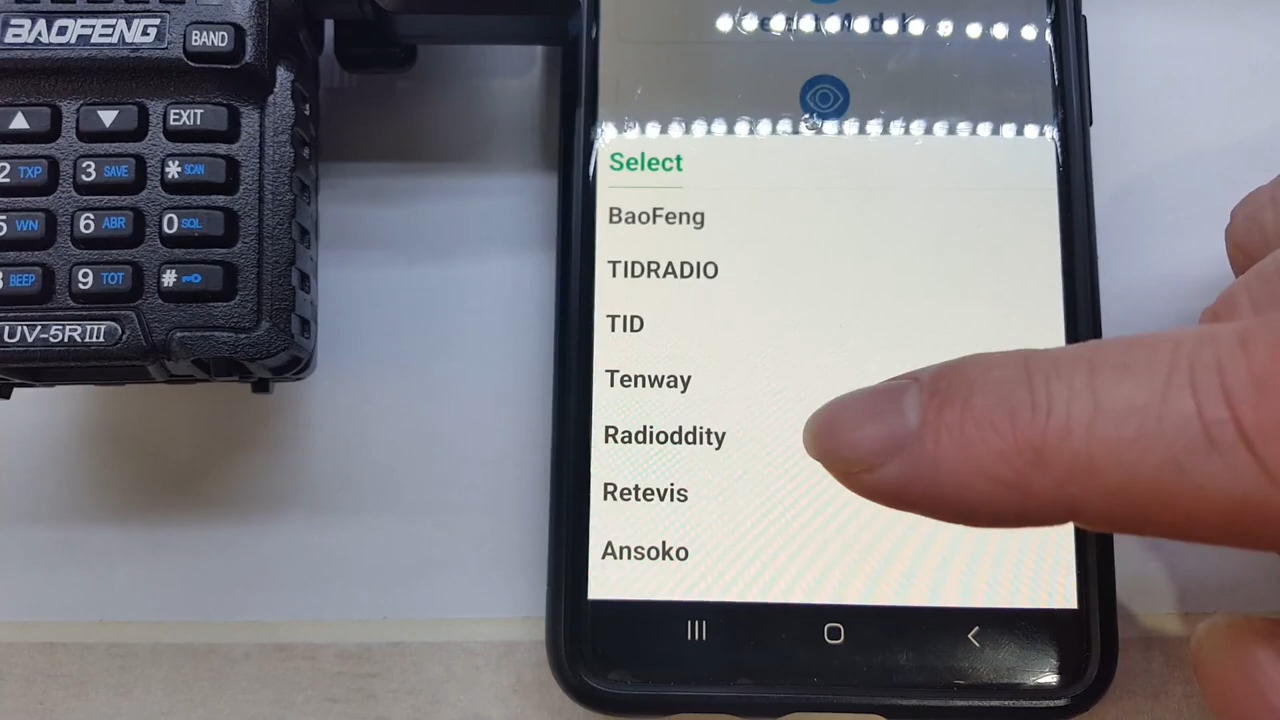 BAOFENG
BAND
EXIT
2 TXP
3 SAVE
* SCAN
5 WN
6 ABR
0 SQL
8 BEEP
9 TOT
#
UV-5RIII
Select
BaoFeng
TIDRADIO
TID
Tenway
Radioddity
Retevis
Ansoko